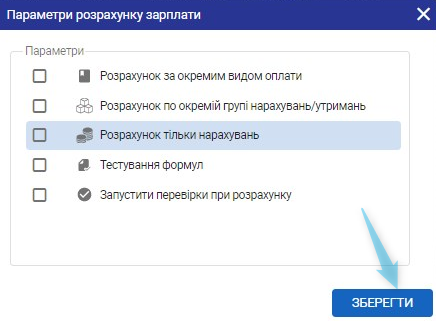 Параметри розрахунку зарплати
Параметри
Розрахунок за окремим видом оплати
Розрахунок по окремій групі нарахувань/утримань
Розрахунок тільки нарахувань
Тестування формул
Запустити перевірки при розрахунку
ЗБЕРЕГТИ